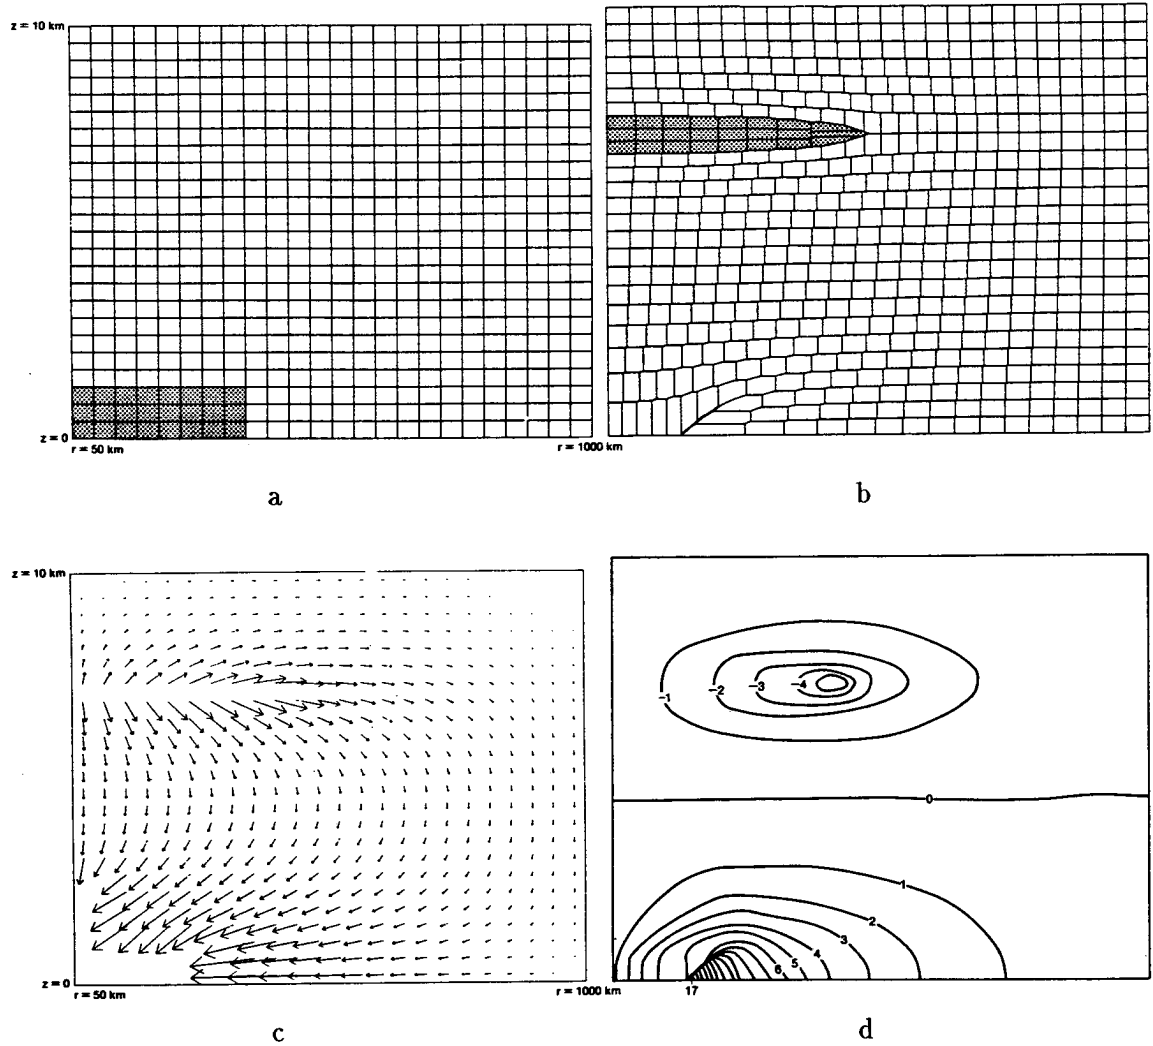 z = 10 km
z = 0
r = 50 km
r = 1000 km
a
b
z = 10 km
z = 0
r = 50 km
r = 1000 km
c
-1
-2
-3
-4
0
1
2
3
4
5
6
17
d